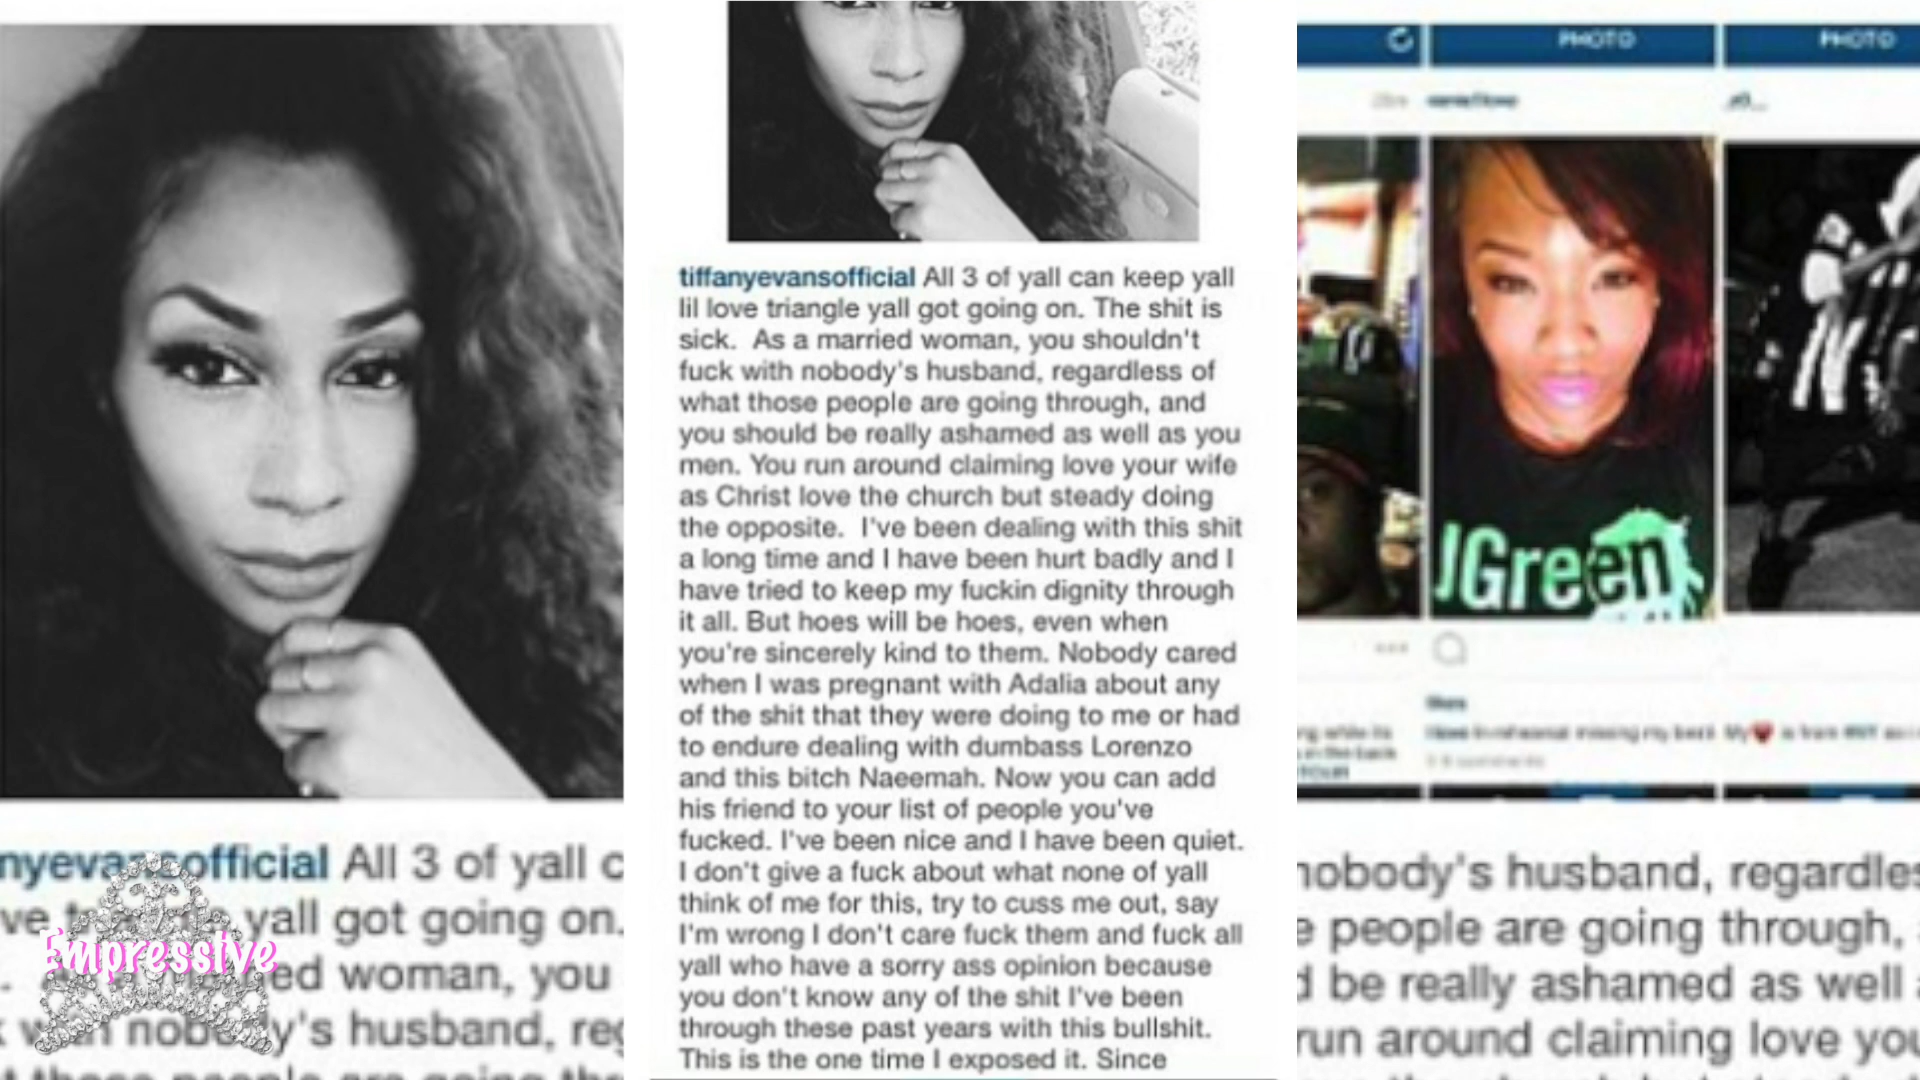 nyevansofficial All 3 of yall c
yall got going on.
woman, you
nobody's husband, reg
Empressive
tiffanyevansofficial All 3 of yall can keep yall
lil love triangle yall got going on. The shit is
sick.  As a married woman, you shouldn't
fuck with nobody's husband, regardless of
what those people are going through, and
you should be really ashamed as well as you
men. You run around claiming love your wife
as Christ love the church but steady doing
the opposite.  I've been dealing with this shit
a long time and I have been hurt badly and I
have tried to keep my fuckin dignity through
it all. But hoes will be hoes, even when
you're sincerely kind to them. Nobody cared
when I was pregnant with Adalia about any
of the shit that they were doing to me or had
to endure dealing with dumbass Lorenzo
and this bitch Naeemah. Now you can add
his friend to your list of people you've
fucked. I've been nice and I have been quiet.
I don't give a fuck about what none of yall
think of me for this, try to cuss me out, say
I'm wrong I don't care fuck them and fuck all
yall who have a sorry ass opinion because
you don't know any of the shit I've been
through these past years with this bullshit.
This is the one time I exposed it. Since
PHOTO
PHOTO
JGreen
nobody's husband, regardles
e people are going through,
d be really ashamed as well
run around claiming love you